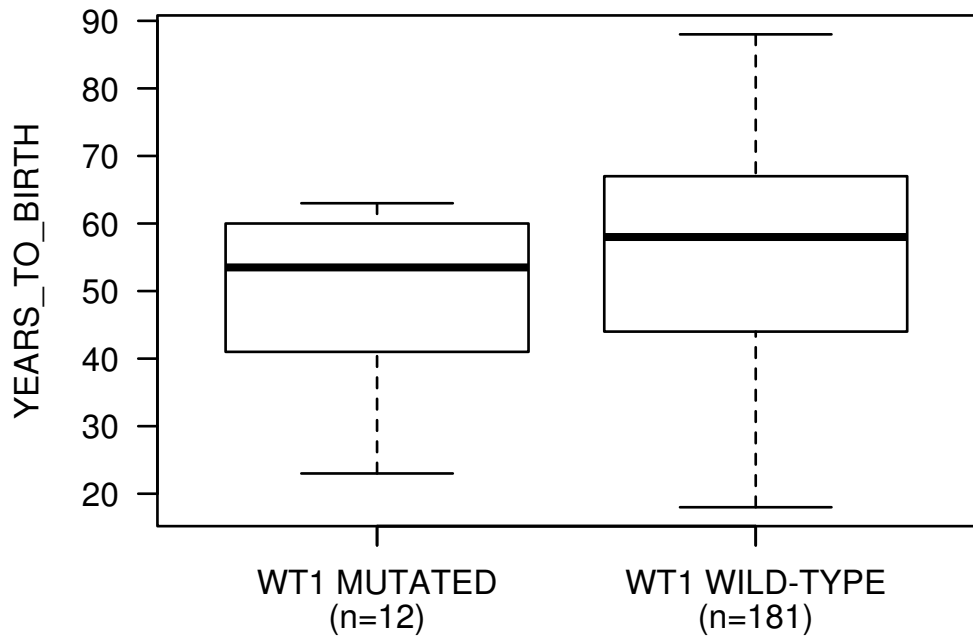 YEARS_TO_BIRTH
90
80
70
60
50
40
30
20
WT1 MUTATED
(n=12)
WT1 WILD-TYPE
(n=181)